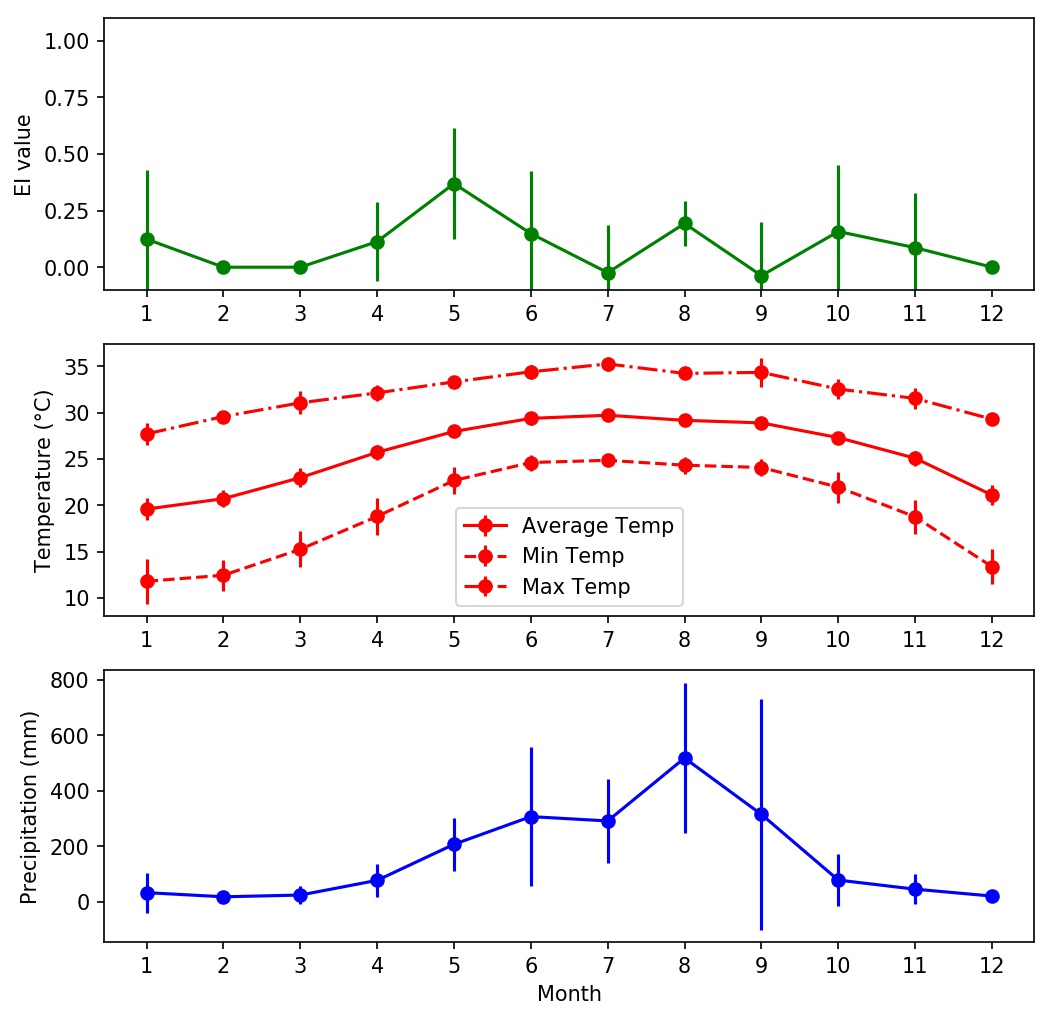 EI value
1.00
0.75
0.50
0.25
0.00
1 2 3 4 5 6 7 8 9 10 11 12
Temperature (°C)
35
30
25
20
15
10
Average Temp
Min Temp
Max Temp
1 2 3 4 5 6 7 8 9 10 11 12
Precipitation (mm)
800
600
400
200
0
1 2 3 4 5 6 7 8 9 10 11 12
Month